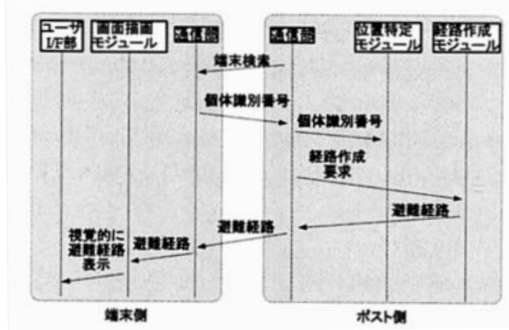 ユーザ
I/F部
画面描画
モジュール
通信部
通信部
位置特定
モジュール
経路作成
モジュール
端末検索
個体識別番号
個体識別番号
経路作成
要求
避難経路
避難経路
避難経路
視覚的に
避難経路
表示
端末側
ポスト側